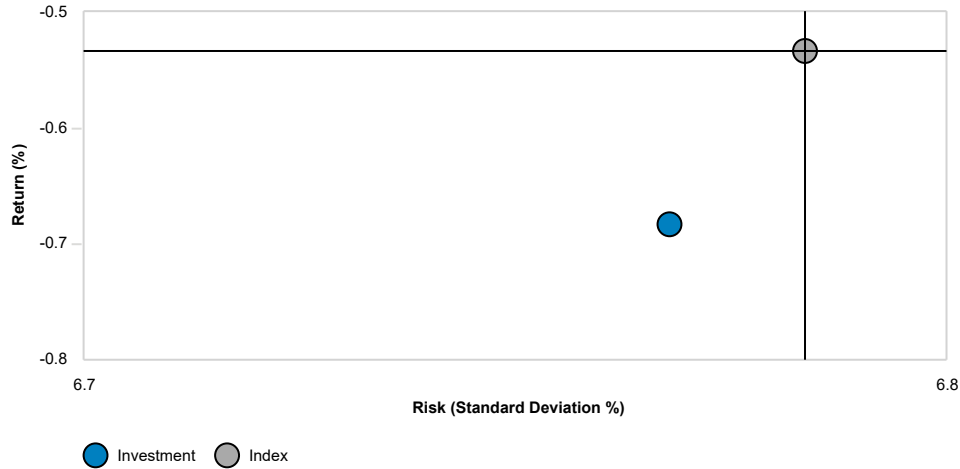 -0.5
-0.6
-0.7
-0.8
Return (%)
6.7
6.8
Risk (Standard Deviation %)
Investment
Index